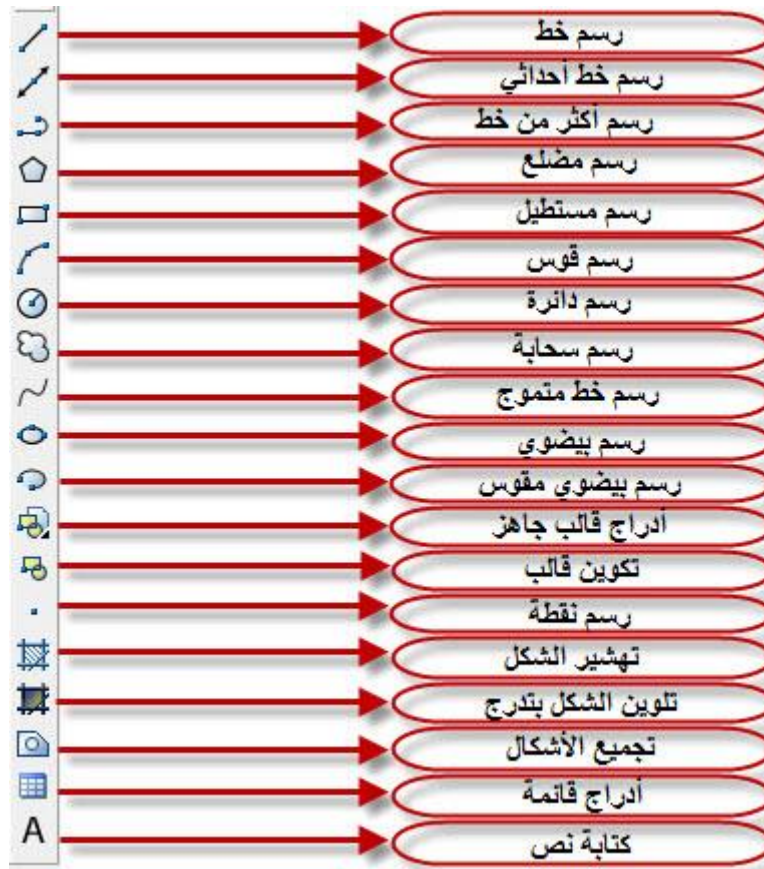 رسم خط
رسم خط أحداثي
رسم أكثر من خط
رسم مضلع
رسم مستطيل
رسم قوس
رسم دائرة
رسم سحابة
رسم خط متموج
رسم بيضوي
رسم بيضوي مقوس
أدراج قالب جاهز
تكوين قالب
رسم نقطة
تهشير الشكل
تلوين الشكل بتدرج
تجميع الأشكال
أدراج قائمة
A
كتابة نص